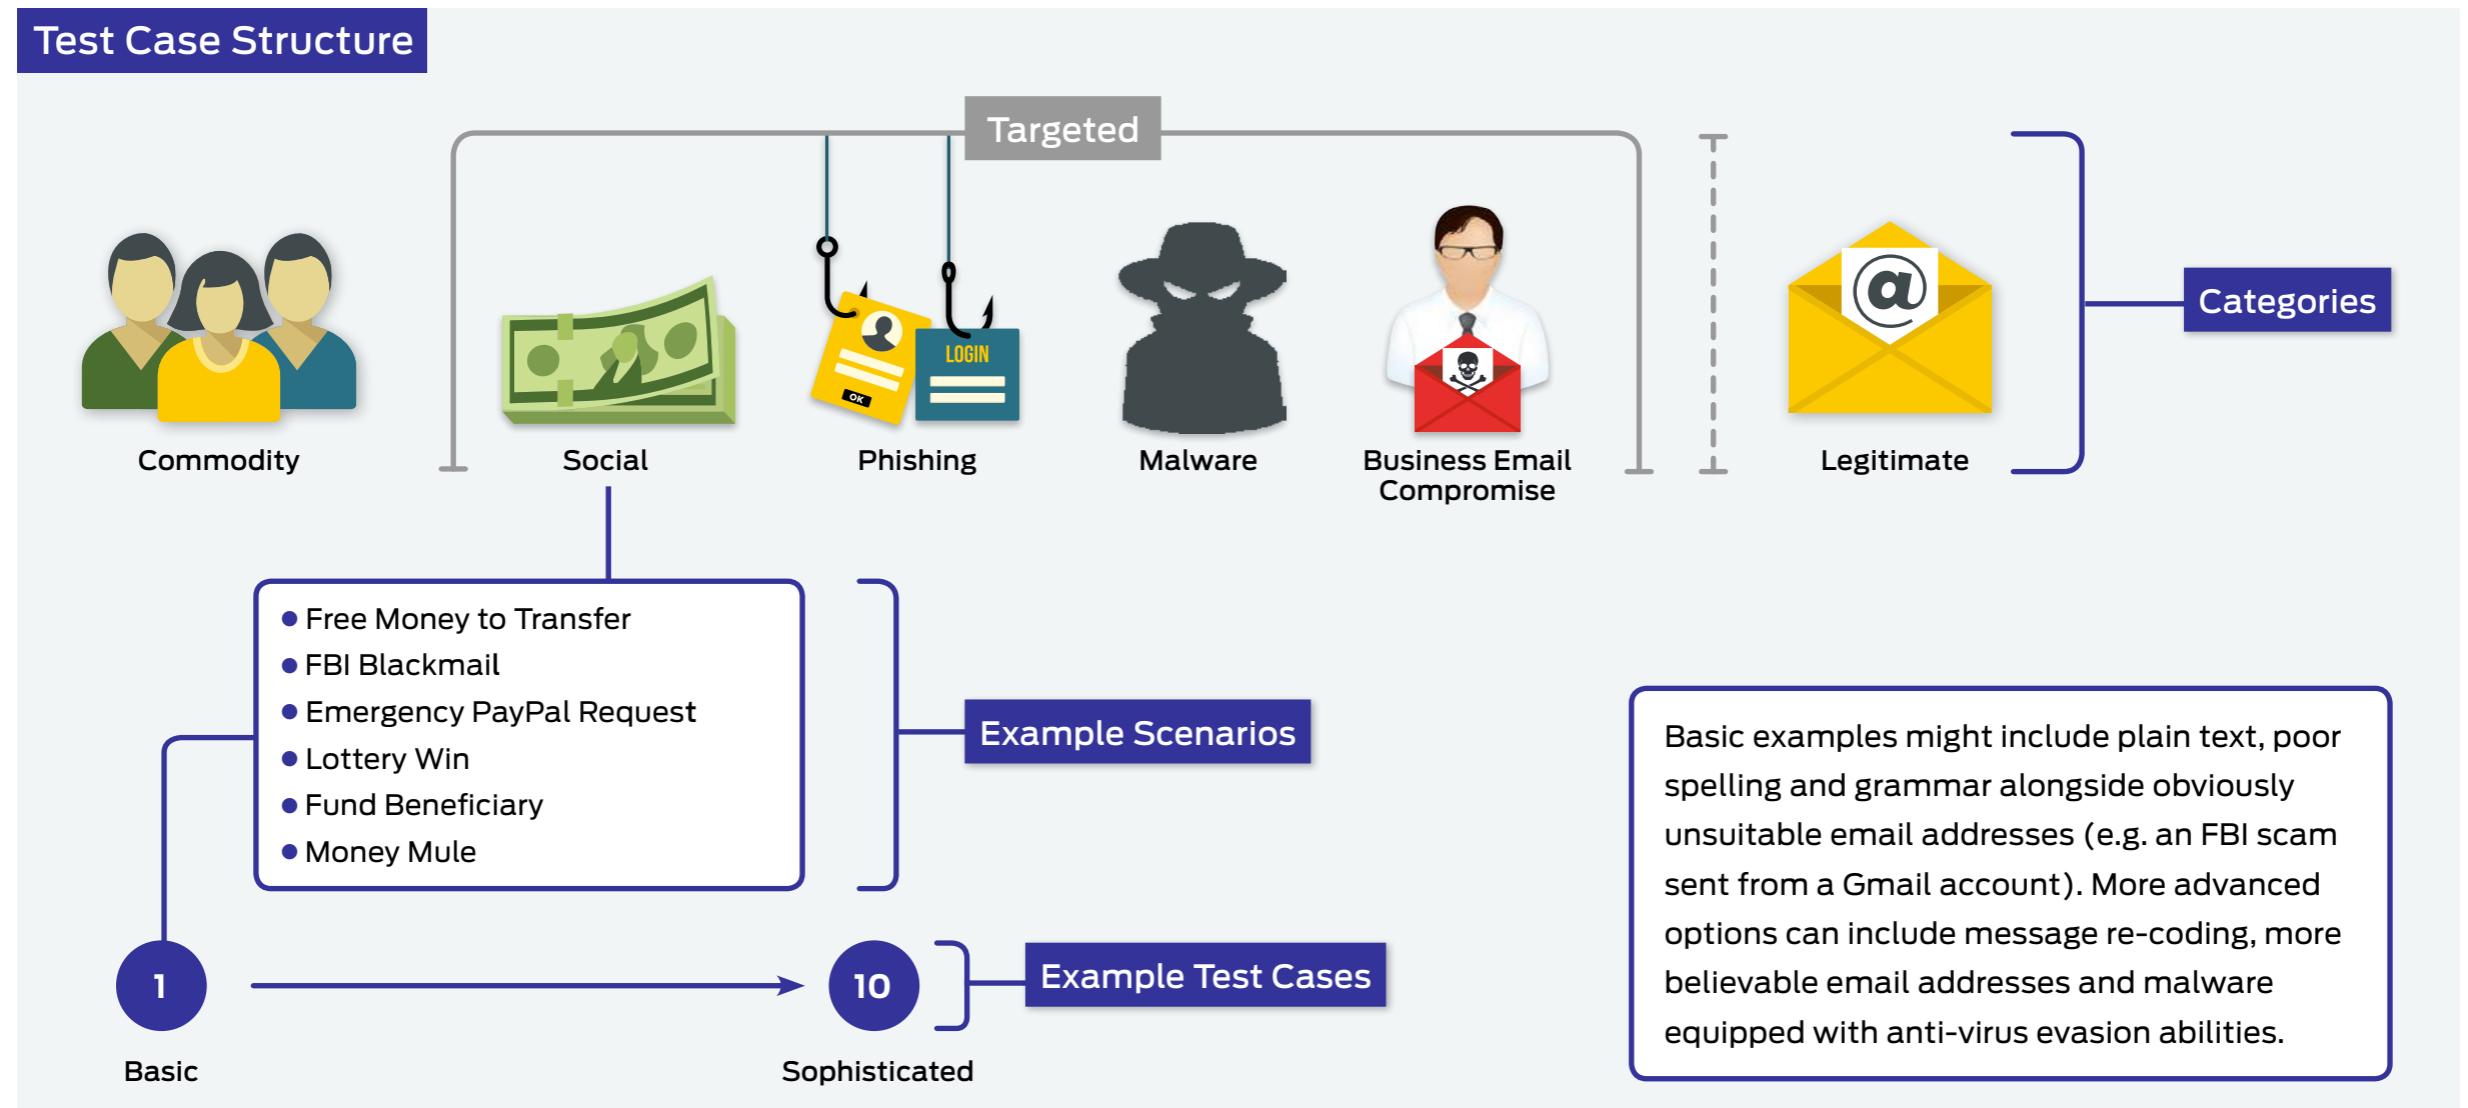 Test Case Structure
Targeted
LOGIN
OK
@
Categories
Commodity
Social
Phishing
Malware
Business Email
Compromise
Legitimate
• Free Money to Transfer
• FBI Blackmail
• Emergency PayPal Request
• Lottery Win
• Fund Beneficiary
• Money Mule
Example Scenarios
1
10
Example Test Cases
Basic
Sophisticated
Basic examples might include plain text, poor
spelling and grammar alongside obviously
unsuitable email addresses (e.g. an FBI scam
sent from a Gmail account). More advanced
options can include message re-coding, more
believable email addresses and malware
equipped with anti-virus evasion abilities.